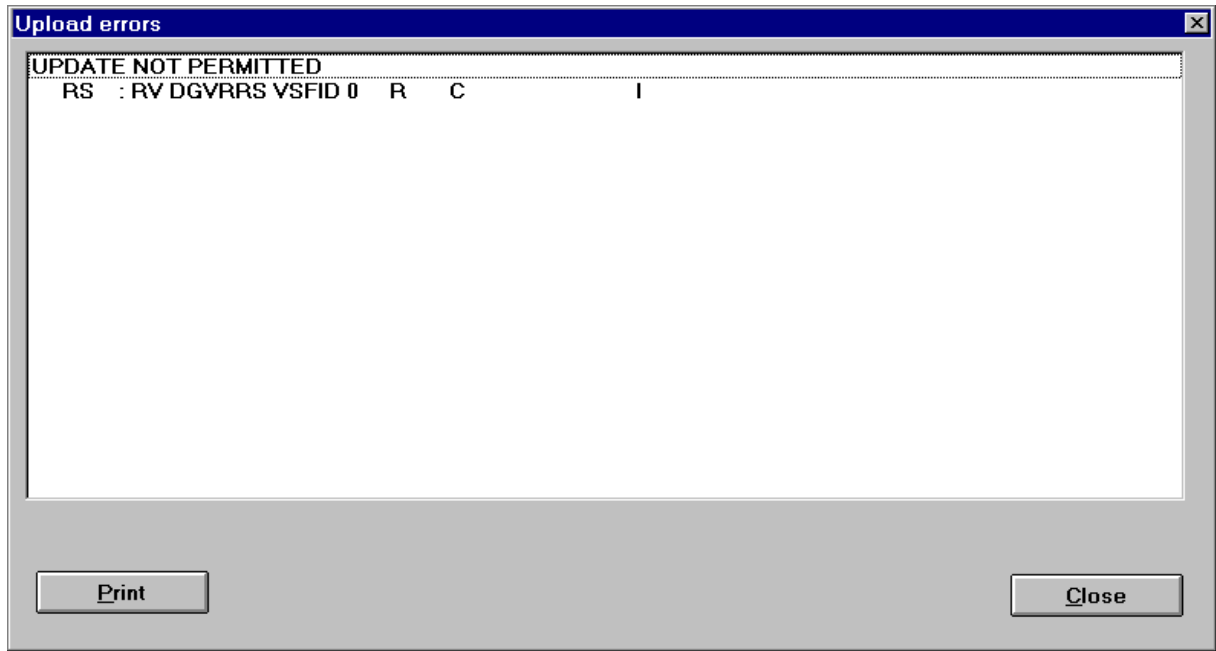 Upload errors
UPDATE NOT PERMITTED
RS : RV DGVRRS VSFID 0 R C I
Print
Close